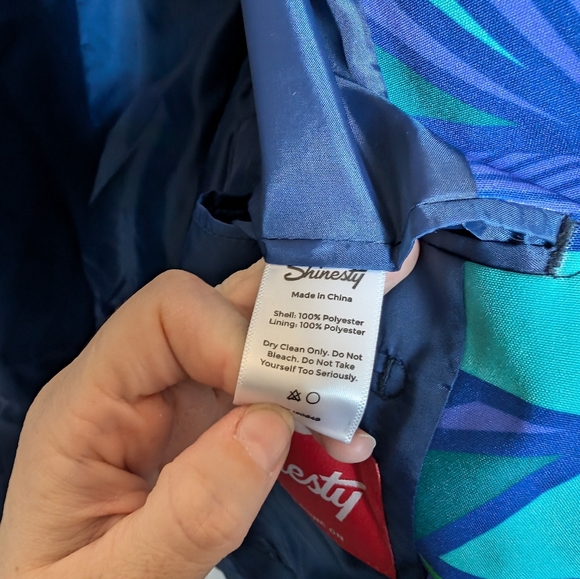 Shinesty
Made in China
Shell: 100% Polyester
Lining: 100% Polyester
Dry Clean Only. Do Not
Bleach. Do Not Take
Yourself Too Seriously.